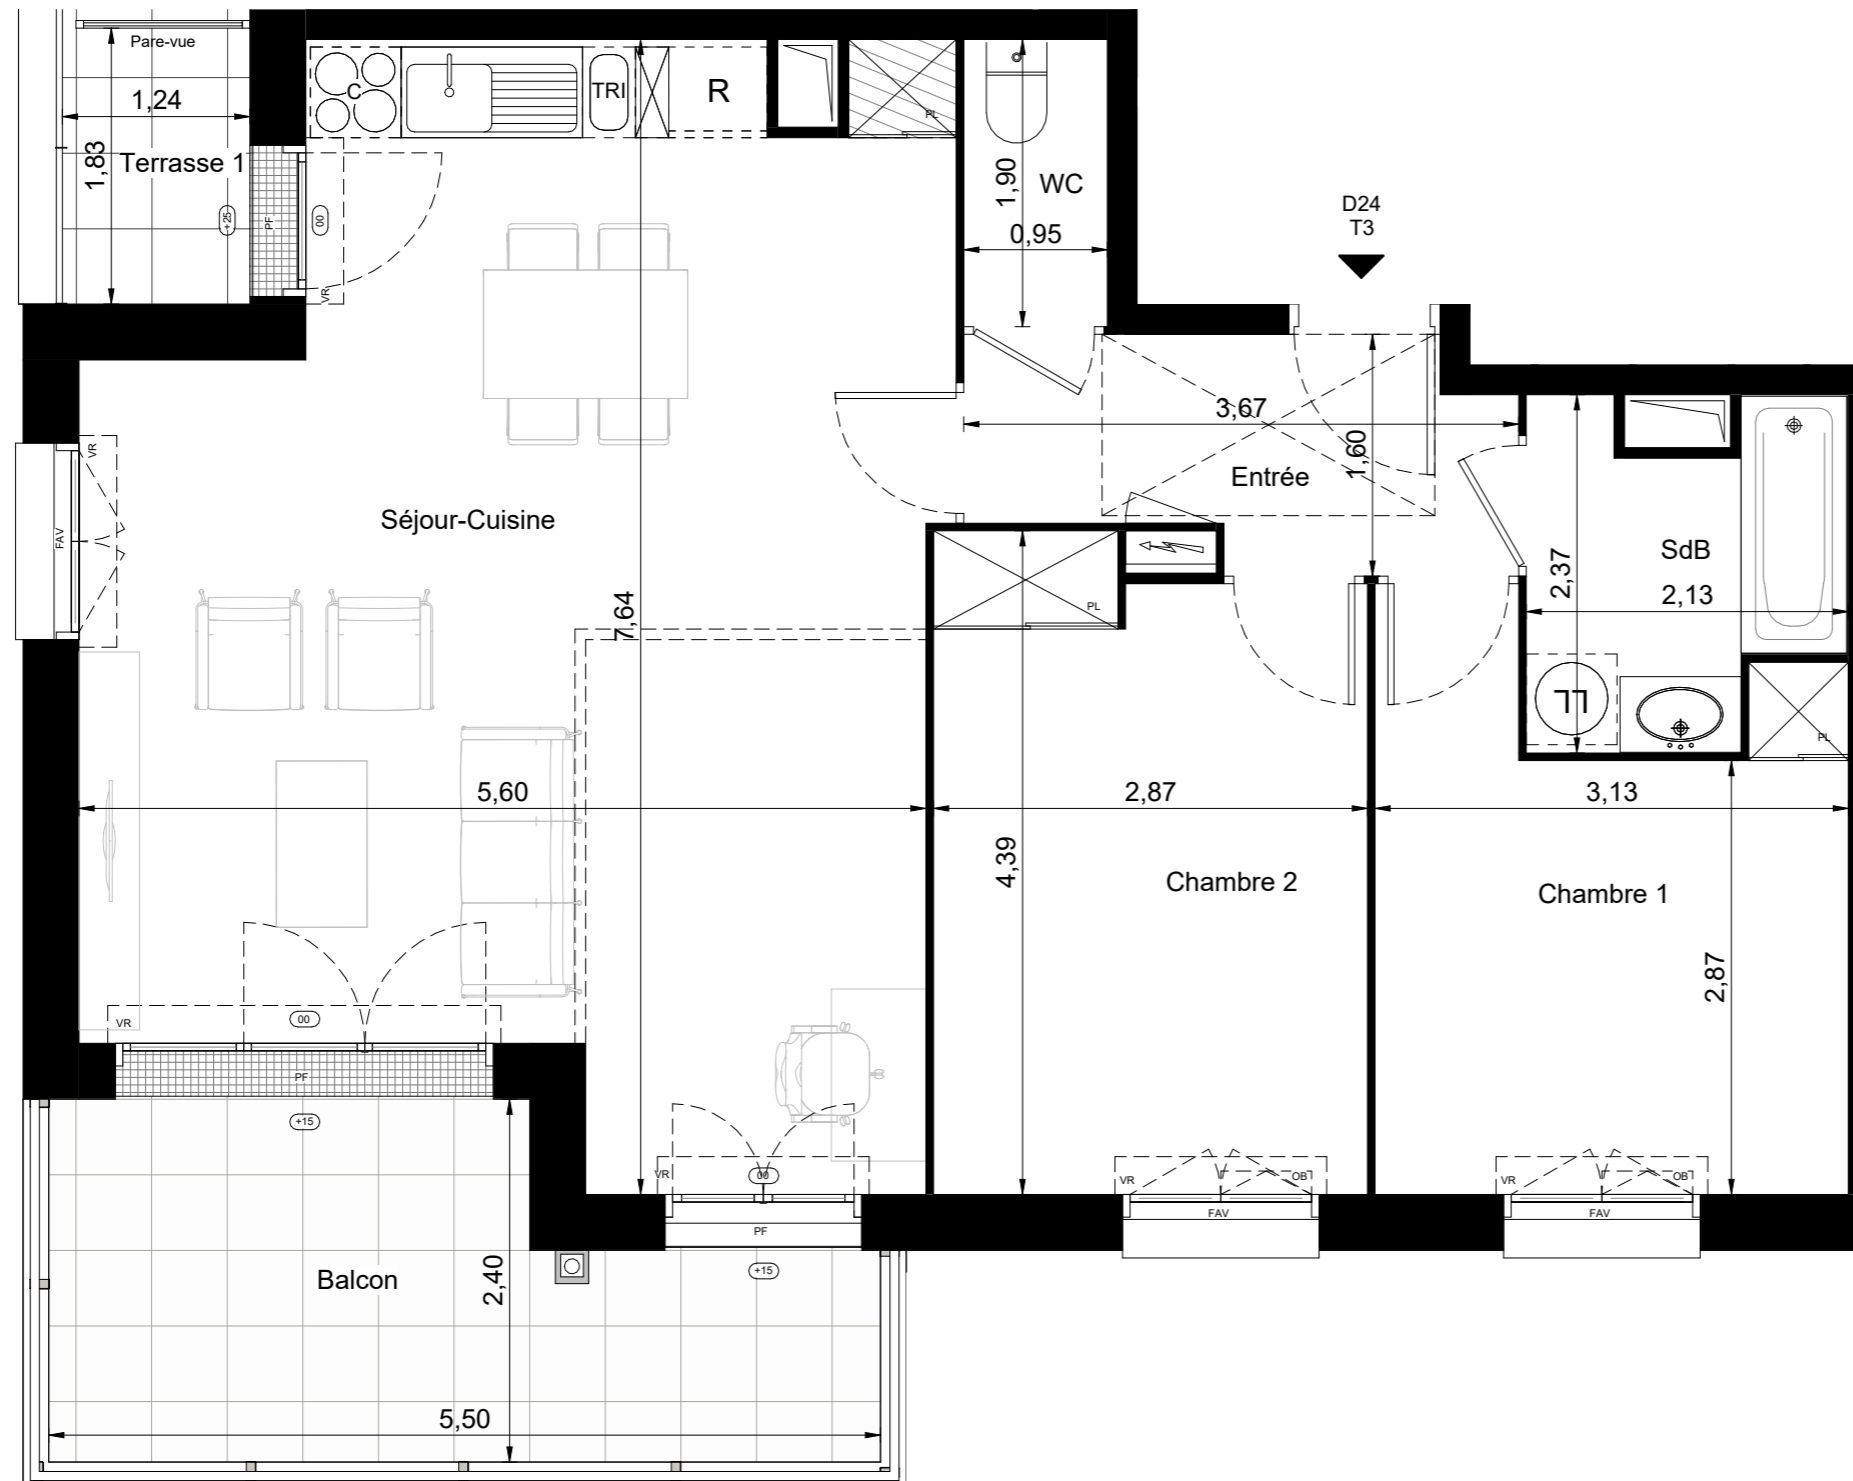 Pare-vue
1,24
1,83
Terrasse 1
+25
PF
00
VR
C
TRI
R
PL
1,90
WC
0,95
D24
T3
3,67
1,60
Entrée
VR
FAV
Séjour-Cuisine
7,64
PL
2,37
SdB
2,13
LL
PL
5,60
2,87
3,13
4,39
Chambre 2
Chambre 1
2,87
VR
00
PF
+15
VR
00
PF
+15
VR
OB
FAV
VR
OB
FAV
Balcon
2,40
5,50